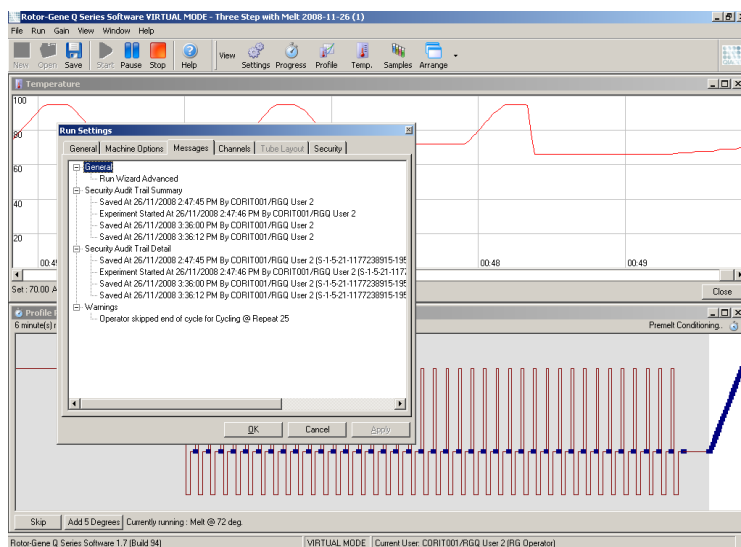 Rotor-Gene Q Series Software VIRTUAL MODE - Three Step with Melt 2008-11-26 (1)
File Run Gain View Window Help
New Open Save Start Pause Stop Help View Settings Progress Profile Temp. Samples Arrange
Temperature
100
80
60
40
20
00:48
00:49
Set : 70.00
Close
Run Settings
General Machine Options Messages Channels Tube Layout Security
General
Run Wizard Advanced
Security Audit Trail Summary
Saved At 26/11/2008 2:47:45 PM By CORIT001/RGQ User 2
Experiment Started At 26/11/2008 2:47:46 PM By CORIT001/RGQ User 2
Saved At 26/11/2008 3:36:00 PM By CORIT001/RGQ User 2
Saved At 26/11/2008 3:36:12 PM By CORIT001/RGQ User 2
Security Audit Trail Detail
Saved At 26/11/2008 2:47:45 PM By CORIT001/RGQ User 2 (S-1-5-21-1177238915-195
Experiment Started At 26/11/2008 2:47:46 PM By CORIT001/RGQ User 2 (S-1-5-21-1177
Saved At 26/11/2008 3:36:00 PM By CORIT001/RGQ User 2 (S-1-5-21-1177238915-195
Saved At 26/11/2008 3:36:12 PM By CORIT001/RGQ User 2 (S-1-5-21-1177238915-195
Warnings
Operator skipped end of cycle for Cycling @ Repeat 25
OK Cancel Apply
Profile
6 minute(s)
Premelt Conditioning..
Skip Add 5 Degrees Currently running : Melt @ 72 deg.
Rotor-Gene Q Series Software 1.7 (Build 94) VIRTUAL MODE Current User: CORIT001/RGQ User 2 (RG Operator)